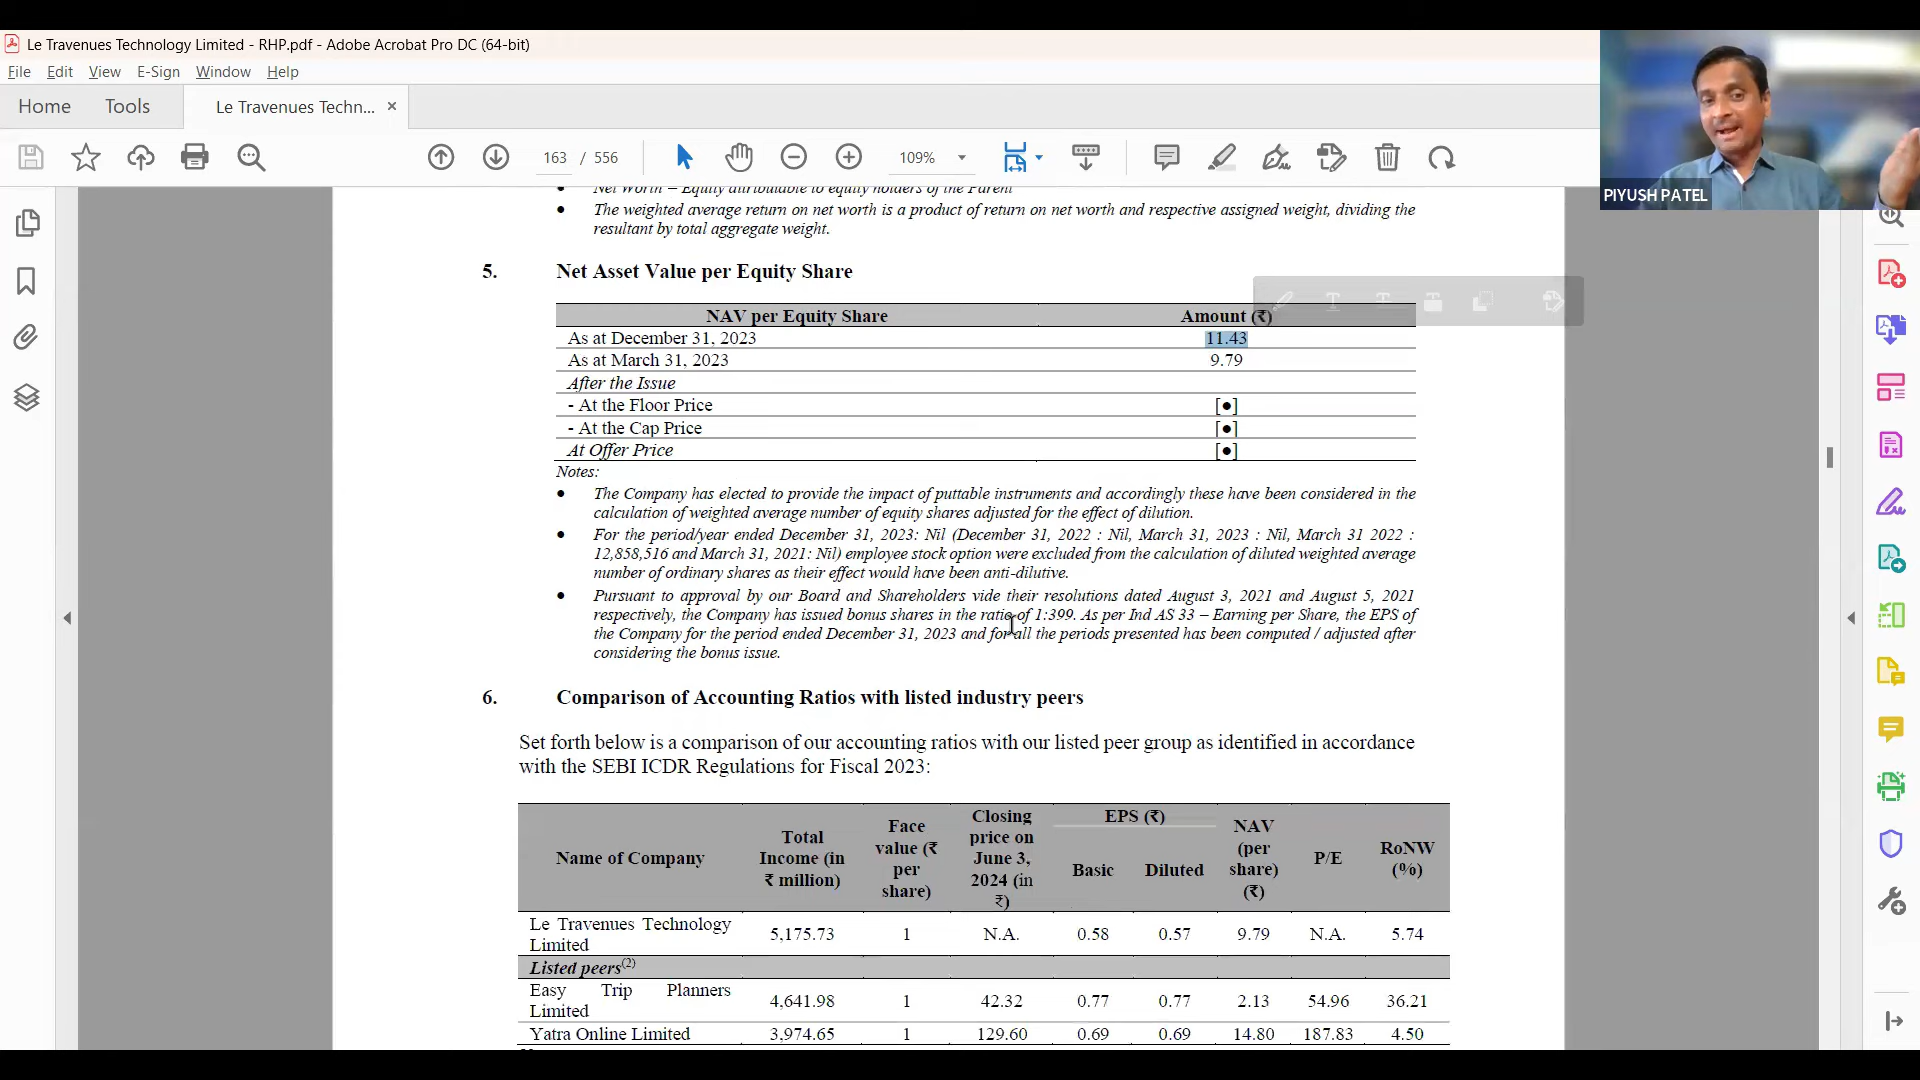 Le Travenues Technology Limited - RHP.pdf - Adobe Acrobat Pro DC (64-bit)
File Edit View E-Sign Window Help
Home Tools Le Travenues Techn... ×
163 / 556 109%
PIYUSH PATEL
• Net Worth – Equity attributable to equity holders of the Parent
• The weighted average return on net worth is a product of return on net worth and respective assigned weight, dividing the
resultant by total aggregate weight.
5. Net Asset Value per Equity Share
NAV per Equity Share Amount (₹)
As at December 31, 2023 11.43
As at March 31, 2023 9.79
After the Issue
- At the Floor Price [●]
- At the Cap Price [●]
At Offer Price [●]
Notes:
• The Company has elected to provide the impact of puttable instruments and accordingly these have been considered in the
calculation of weighted average number of equity shares adjusted for the effect of dilution.
• For the period/year ended December 31, 2023: Nil (December 31, 2022 : Nil, March 31, 2023 : Nil, March 31 2022 :
12,858,516 and March 31, 2021: Nil) employee stock option were excluded from the calculation of diluted weighted average
number of ordinary shares as their effect would have been anti-dilutive.
• Pursuant to approval by our Board and Shareholders vide their resolutions dated August 3, 2021 and August 5, 2021
respectively, the Company has issued bonus shares in the ratio of 1:399. As per Ind AS 33 – Earning per Share, the EPS of
the Company for the period ended December 31, 2023 and for all the periods presented has been computed / adjusted after
considering the bonus issue.
6. Comparison of Accounting Ratios with listed industry peers
Set forth below is a comparison of our accounting ratios with our listed peer group as identified in accordance
with the SEBI ICDR Regulations for Fiscal 2023:
Name of Company Total Income (in ₹ million) Face value (₹ per share) Closing price on June 3, 2024 (in ₹) EPS (₹) Basic Diluted NAV (per share) (₹) P/E RoNW (%)
Le Travenues Technology
Limited 5,175.73 1 N.A. 0.58 0.57 9.79 N.A. 5.74
Listed peers(2)
Easy Trip Planners
Limited 4,641.98 1 42.32 0.77 0.77 2.13 54.96 36.21
Yatra Online Limited 3,974.65 1 129.60 0.69 0.69 14.80 187.83 4.50